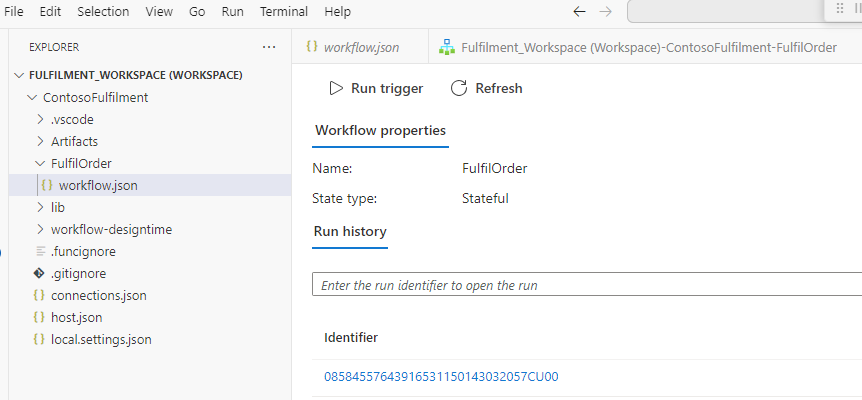 File Edit Selection View Go Run Terminal Help
EXPLORER
FULFILMENT_WORKSPACE (WORKSPACE)
ContosoFulfilment
.vscode
Artifacts
FulfilOrder
workflow.json
lib
workflow-designtime
.funcignore
.gitignore
connections.json
host.json
local.settings.json
workflow.json
Fulfilment_Workspace (Workspace)-ContosoFulfilment-FulfilOrder
Run trigger
Refresh
Workflow properties
Name: FulfilOrder
State type: Stateful
Run history
Enter the run identifier to open the run
Identifier
08584557643916531150143032057CU00